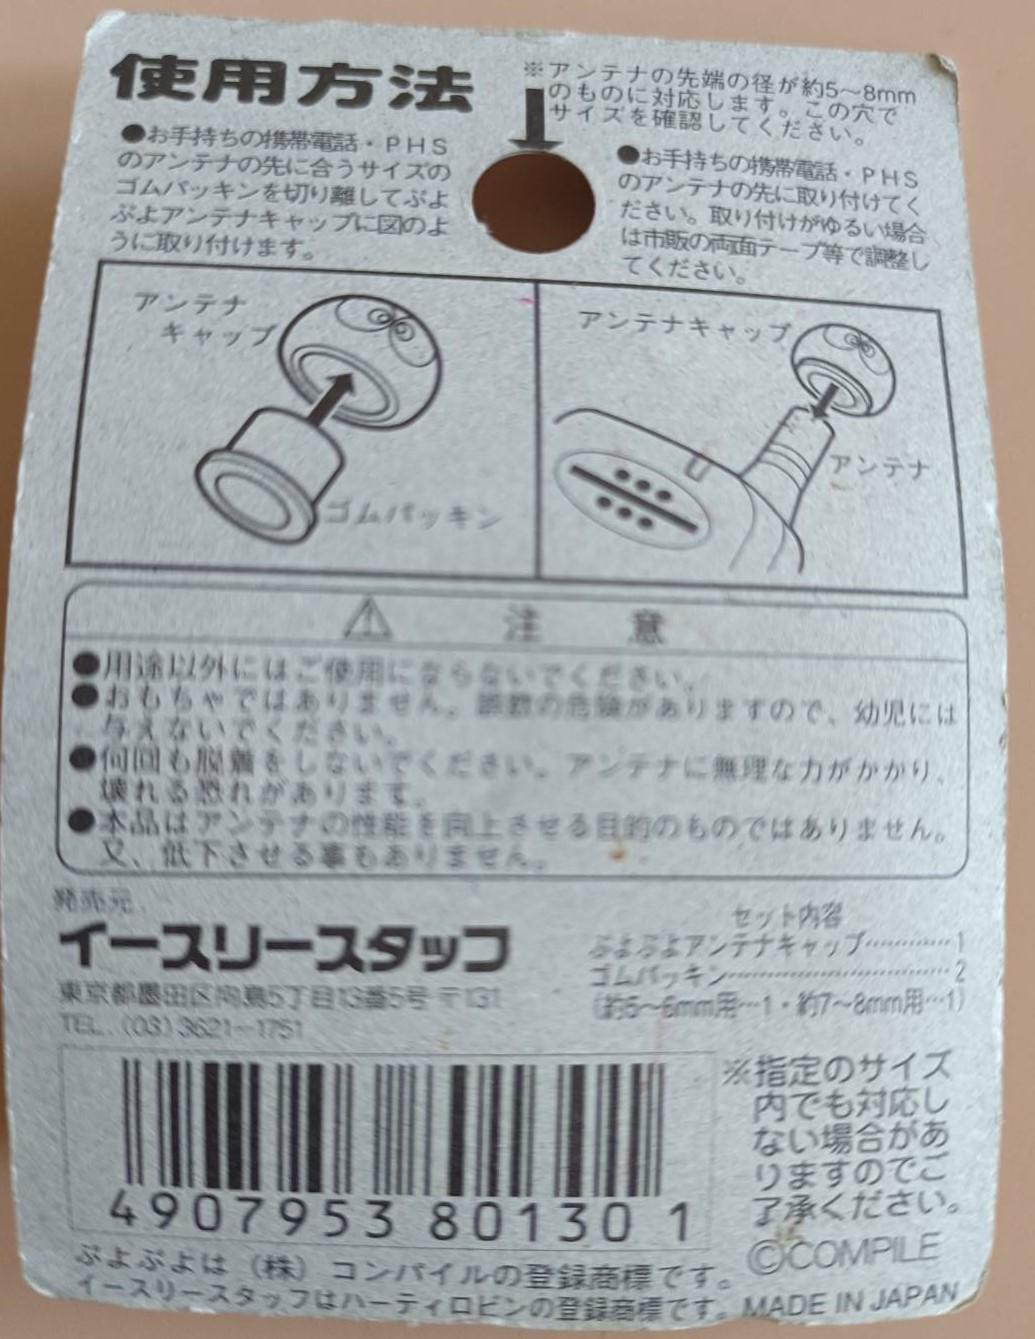 使用方法
※アンテナの先端の径が約5〜8mm
のものに対応します。この穴で
サイズを確認してください。
●お手持ちの携帯電話・PHS
のアンテナの先に合うサイズの
ゴムパッキンを切り離してぷよ
ぷよアンテナキャップに図のよ
うに取り付けます。
●お手持ちの携帯電話・PHS
のアンテナの先に取り付けてく
ださい。取り付けがゆるい場合
は市販の両面テープ等で調整し
てください。
アンテナ
キャップ
ゴムパッキン
アンテナキャップ
アンテナ
⚠ 注 意
●用途以外にはご使用にならないでください。
●おもちゃではありません。誤飲の危険がありますので、幼児には
与えないでください。
●何回も脱着をしないでください。アンテナに無理な力がかかり、
壊れる恐れがあります。
●本品はアンテナの性能を向上させる目的のものではありません。
又、低下させる事もありません。
発売元
イースリースタッフ
東京都墨田区向島5丁目13番5号 〒131
TEL.(03)3621-1751
セット内容
ぷよぷよアンテナキャップ…………1
ゴムパッキン……………………………2
(約5〜6mm用…1・約7〜8mm用…1)
※指定のサイズ
内でも対応し
ない場合があ
りますのでご
了承ください。
4907953 801301
©COMPILE
ぷよぷよは(株)コンパイルの登録商標です。
イースリースタッフはハーティロビンの登録商標です。MADE IN JAPAN